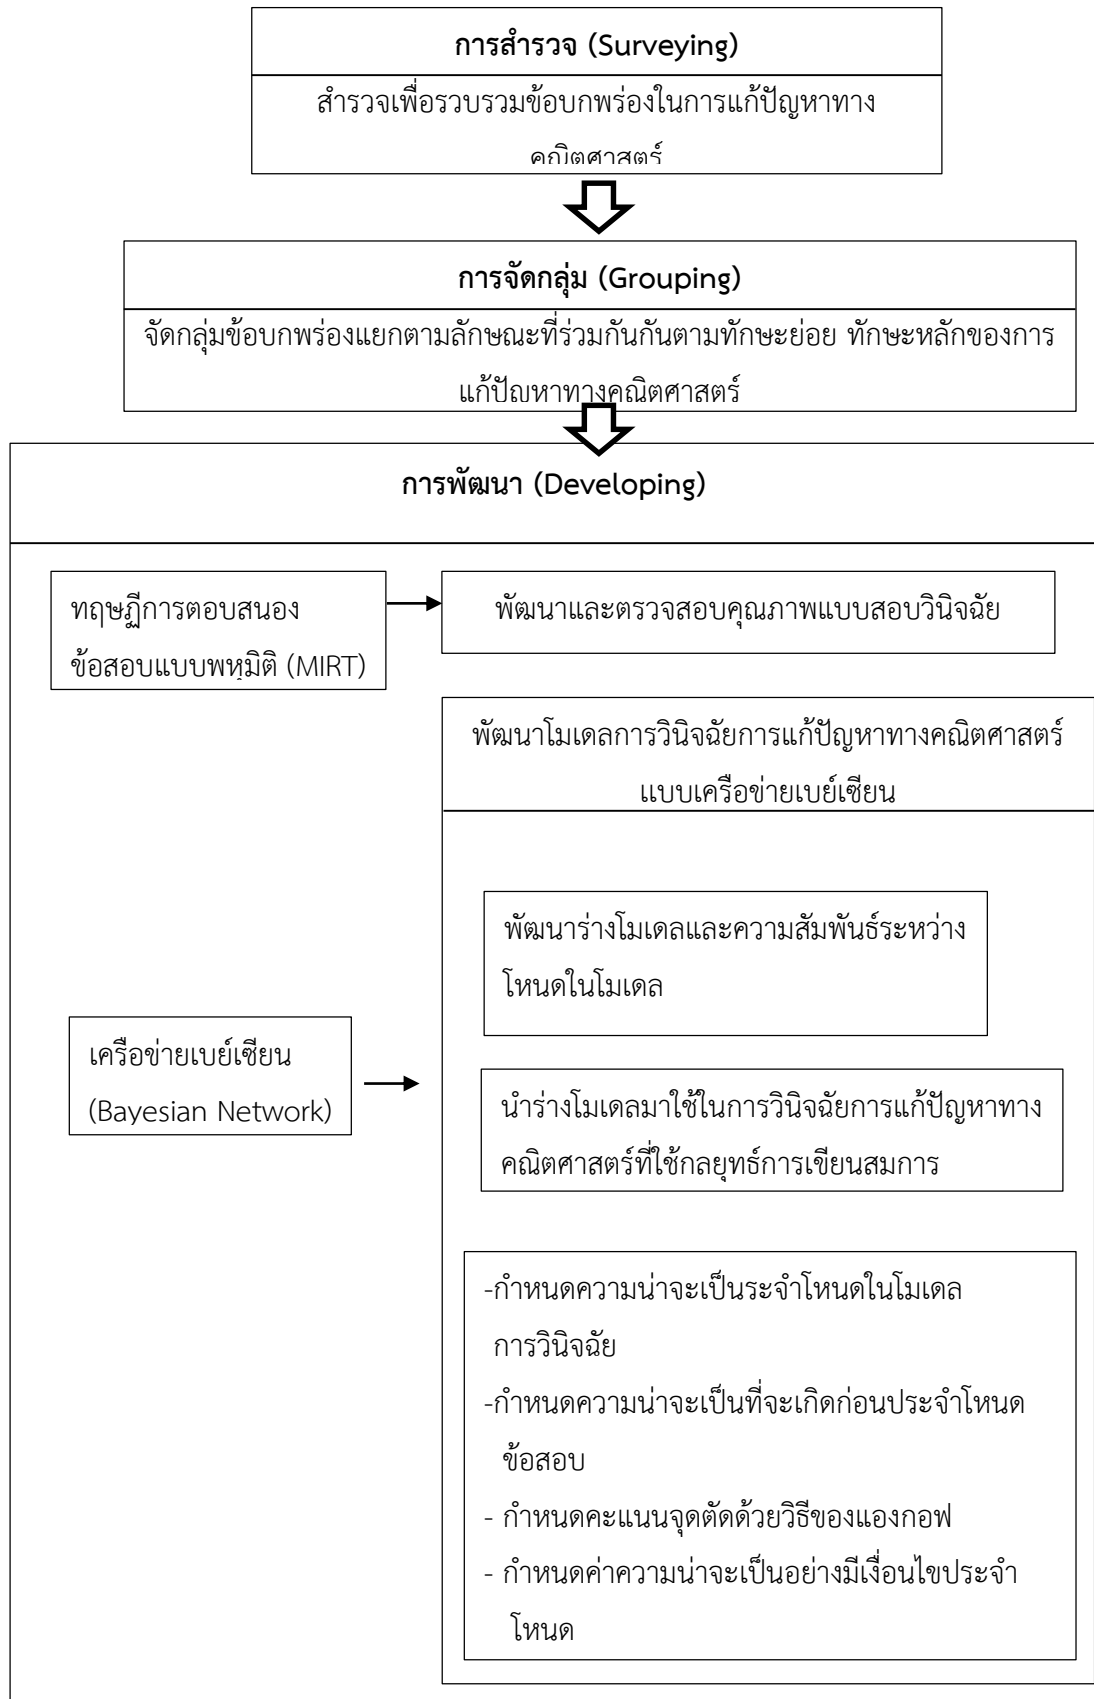 การสำรวจ (Surveying)
สำรวจเพื่อรวบรวมข้อบกพร่องในการแก้ปัญหาทาง
คณิตศาสตร์
การจัดกลุ่ม (Grouping)
จัดกลุ่มข้อบกพร่องแยกตามลักษณะที่ร่วมกันกันตามทักษะย่อย ทักษะหลักของการ
แก้ปัญหาทางคณิตศาสตร์
การพัฒนา (Developing)
ทฤษฏีการตอบสนอง
ข้อสอบแบบพหุมิติ (MIRT)
พัฒนาและตรวจสอบคุณภาพแบบสอบวินิจฉัย
พัฒนาโมเดลการวินิจฉัยการแก้ปัญหาทางคณิตศาสตร์
แบบเครือข่ายเบย์เซียน
พัฒนาร่างโมเดลและความสัมพันธ์ระหว่าง
โหนดในโมเดล
เครือข่ายเบย์เซียน
(Bayesian Network)
นำร่างโมเดลมาใช้ในการวินิจฉัยการแก้ปัญหาทาง
คณิตศาสตร์ที่ใช้กลยุทธ์การเขียนสมการ
-กำหนดความน่าจะเป็นระจำโหนดในโมเดล
การวินิจฉัย
-กำหนดความน่าจะเป็นที่จะเกิดก่อนประจำโหนด
ข้อสอบ
- กำหนดคะแนนจุดตัดด้วยวิธีของแองกอฟ
- กำหนดค่าความน่าจะเป็นอย่างมีเงื่อนไขประจำ
โหนด